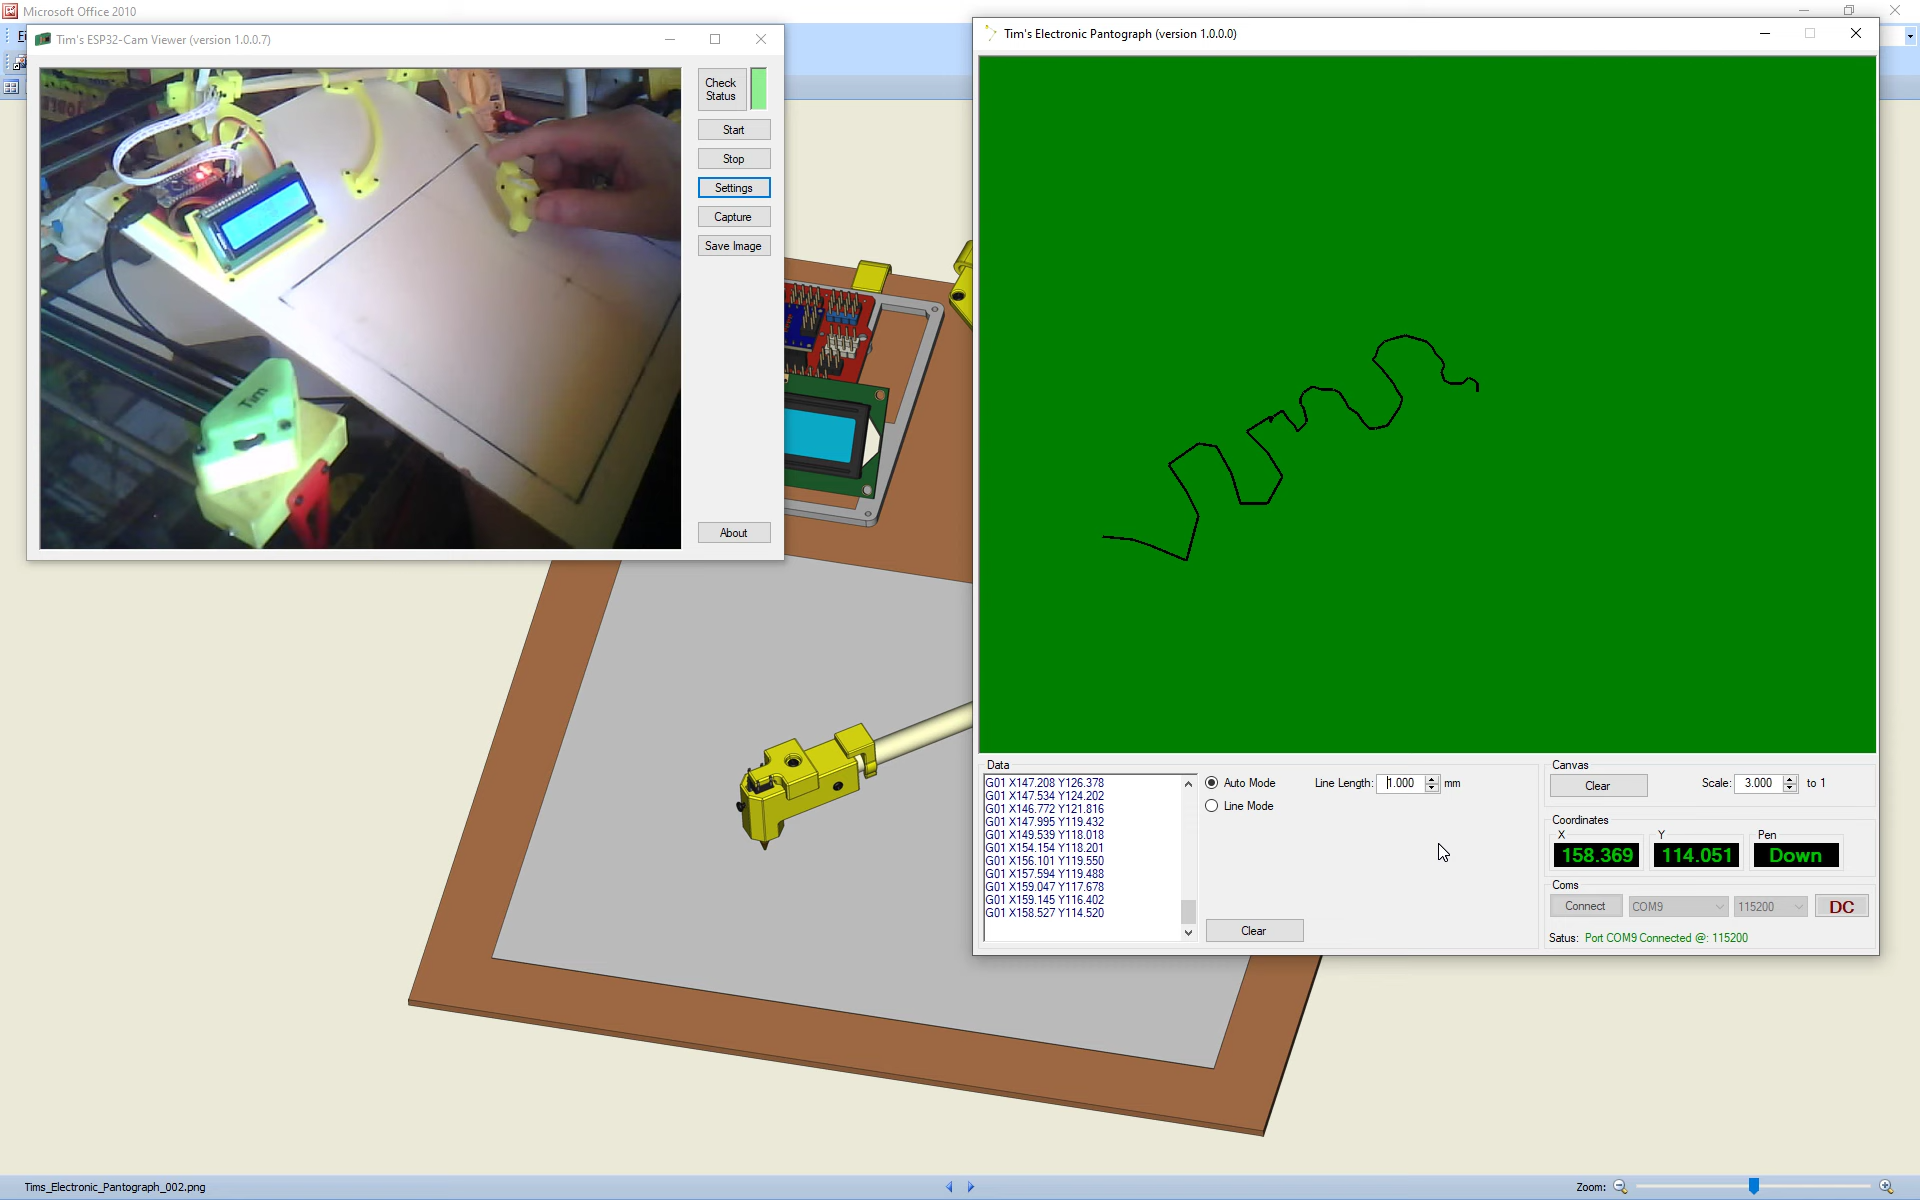 Microsoft Office 2010
Tim's ESP32-Cam Viewer (version 1.0.0.7)
Check
Status
Start
Stop
Settings
Capture
Save Image
About
Tim
Tim's Electronic Pantograph (version 1.0.0.0)
Data
G01 X147.208 Y126.378
G01 X147.534 Y124.202
G01 X146.772 Y121.816
G01 X147.995 Y119.432
G01 X149.539 Y118.018
G01 X154.154 Y118.201
G01 X156.101 Y119.550
G01 X157.594 Y119.488
G01 X159.047 Y117.678
G01 X159.145 Y116.402
G01 X158.527 Y114.520
Auto Mode
Line Mode
Line Length: 1.000 mm
Clear
Canvas
Clear
Scale: 3.000 to 1
Coordinates
X Y Pen
158.369 114.051 Down
Coms
Connect COM9 115200 DC
Satus: Port COM9 Connected @: 115200
Tims_Electronic_Pantograph_002.png
Zoom: